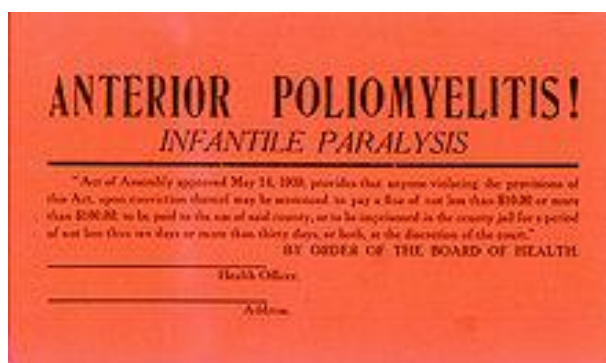 ANTERIOR POLIOMYELITIS!
INFANTILE PARALYSIS
"Act of Assembly approved May 14, 1909, provides that anyone violating the provisions of
this Act, upon conviction thereof may be sentenced to pay a fine of not less than $10.00 or more
than $100.00, to be paid to the use of said county, or to be imprisoned in the county jail for a period
of not less than ten days or more than thirty days, or both, at the discretion of the court."
BY ORDER OF THE BOARD OF HEALTH.
Health Officer.
Address.